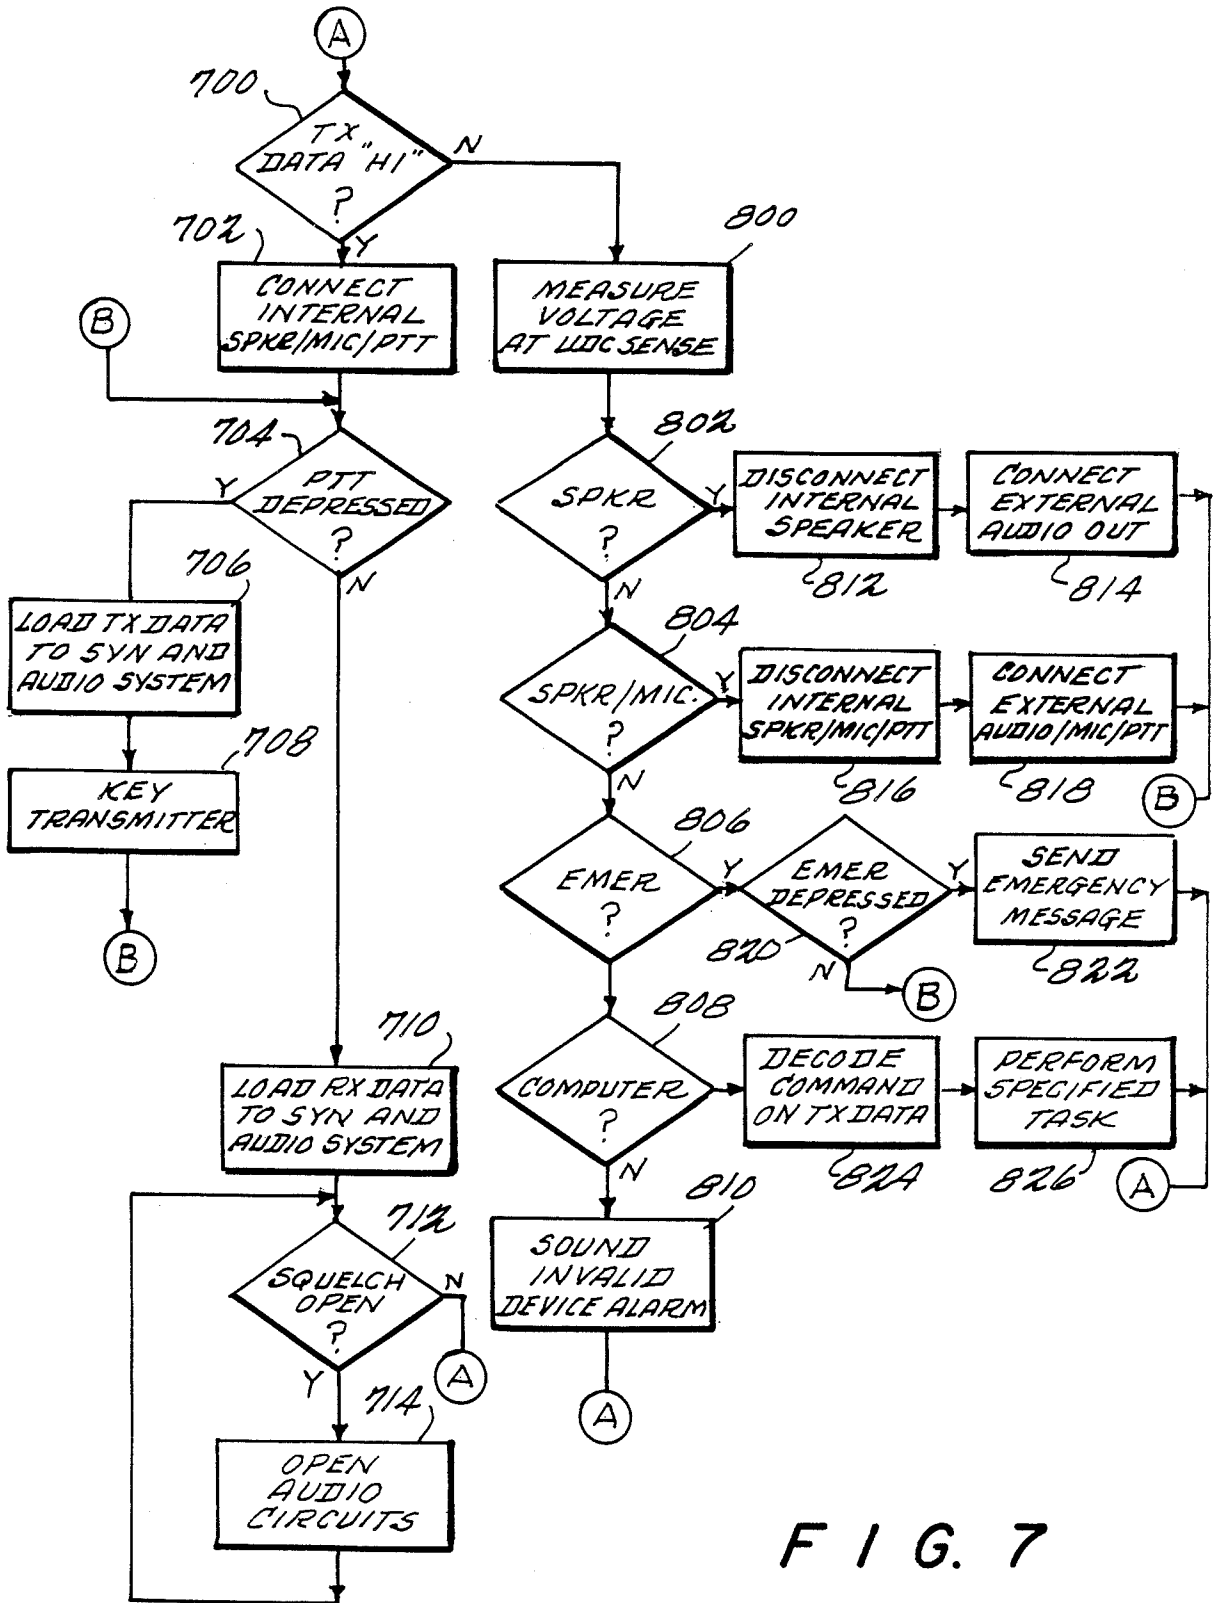 A
700
TX
DATA "HI"
?
N
Y
702
CONNECT
INTERNAL
SPKR/MIC/PTT
B
704
PTT
DEPRESSED
?
Y
N
706
LOAD TX DATA
TO SYN AND
AUDIO SYSTEM
708
KEY
TRANSMITTER
B
710
LOAD RX DATA
TO SYN AND
AUDIO SYSTEM
712
SQUELCH
OPEN
?
N
A
Y
714
OPEN
AUDIO
CIRCUITS
800
MEASURE
VOLTAGE
AT UDC SENSE
802
SPKR
?
Y
N
DISCONNECT
INTERNAL
SPEAKER
812
CONNECT
EXTERNAL
AUDIO OUT
814
804
SPKR/MIC.
?
Y
N
DISCONNECT
INTERNAL
SPKR/MIC/PTT
816
CONNECT
EXTERNAL
AUDIO/MIC/PTT
818
B
806
EMER
?
Y
EMER
DEPRESSED
?
820
Y
N
B
SEND
EMERGENCY
MESSAGE
822
808
COMPUTER
?
N
DECODE
COMMAND
ON TX DATA
824
PERFORM
SPECIFIED
TASK
826
A
810
SOUND
INVALID
DEVICE ALARM
A
FIG. 7